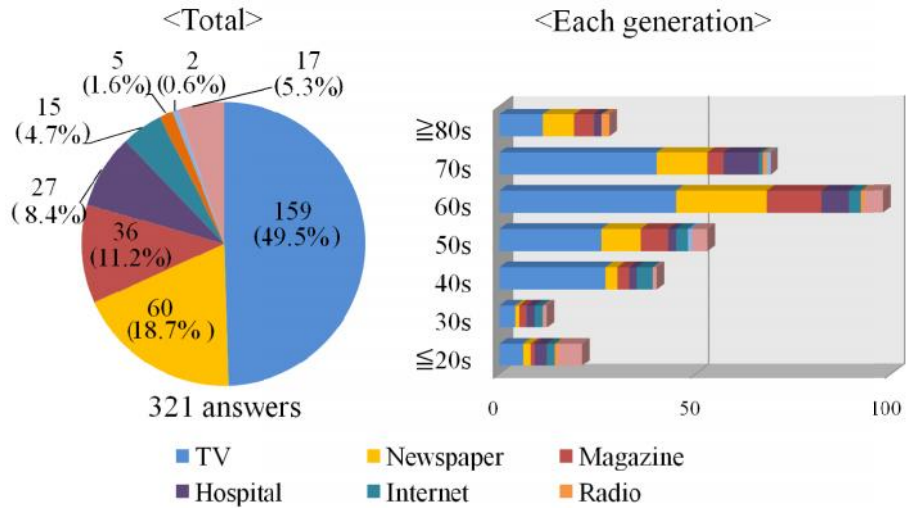 <Total>
<Each generation>
5
(1.6%)
2
(0.6%)
17
(5.3%)
15
(4.7%)
27
( 8.4%)
36
(11.2%)
159
(49.5%)
60
(18.7% )
321 answers
≧80s
70s
60s
50s
40s
30s
≦20s
0
50
100
TV
Newspaper
Magazine
Hospital
Internet
Radio